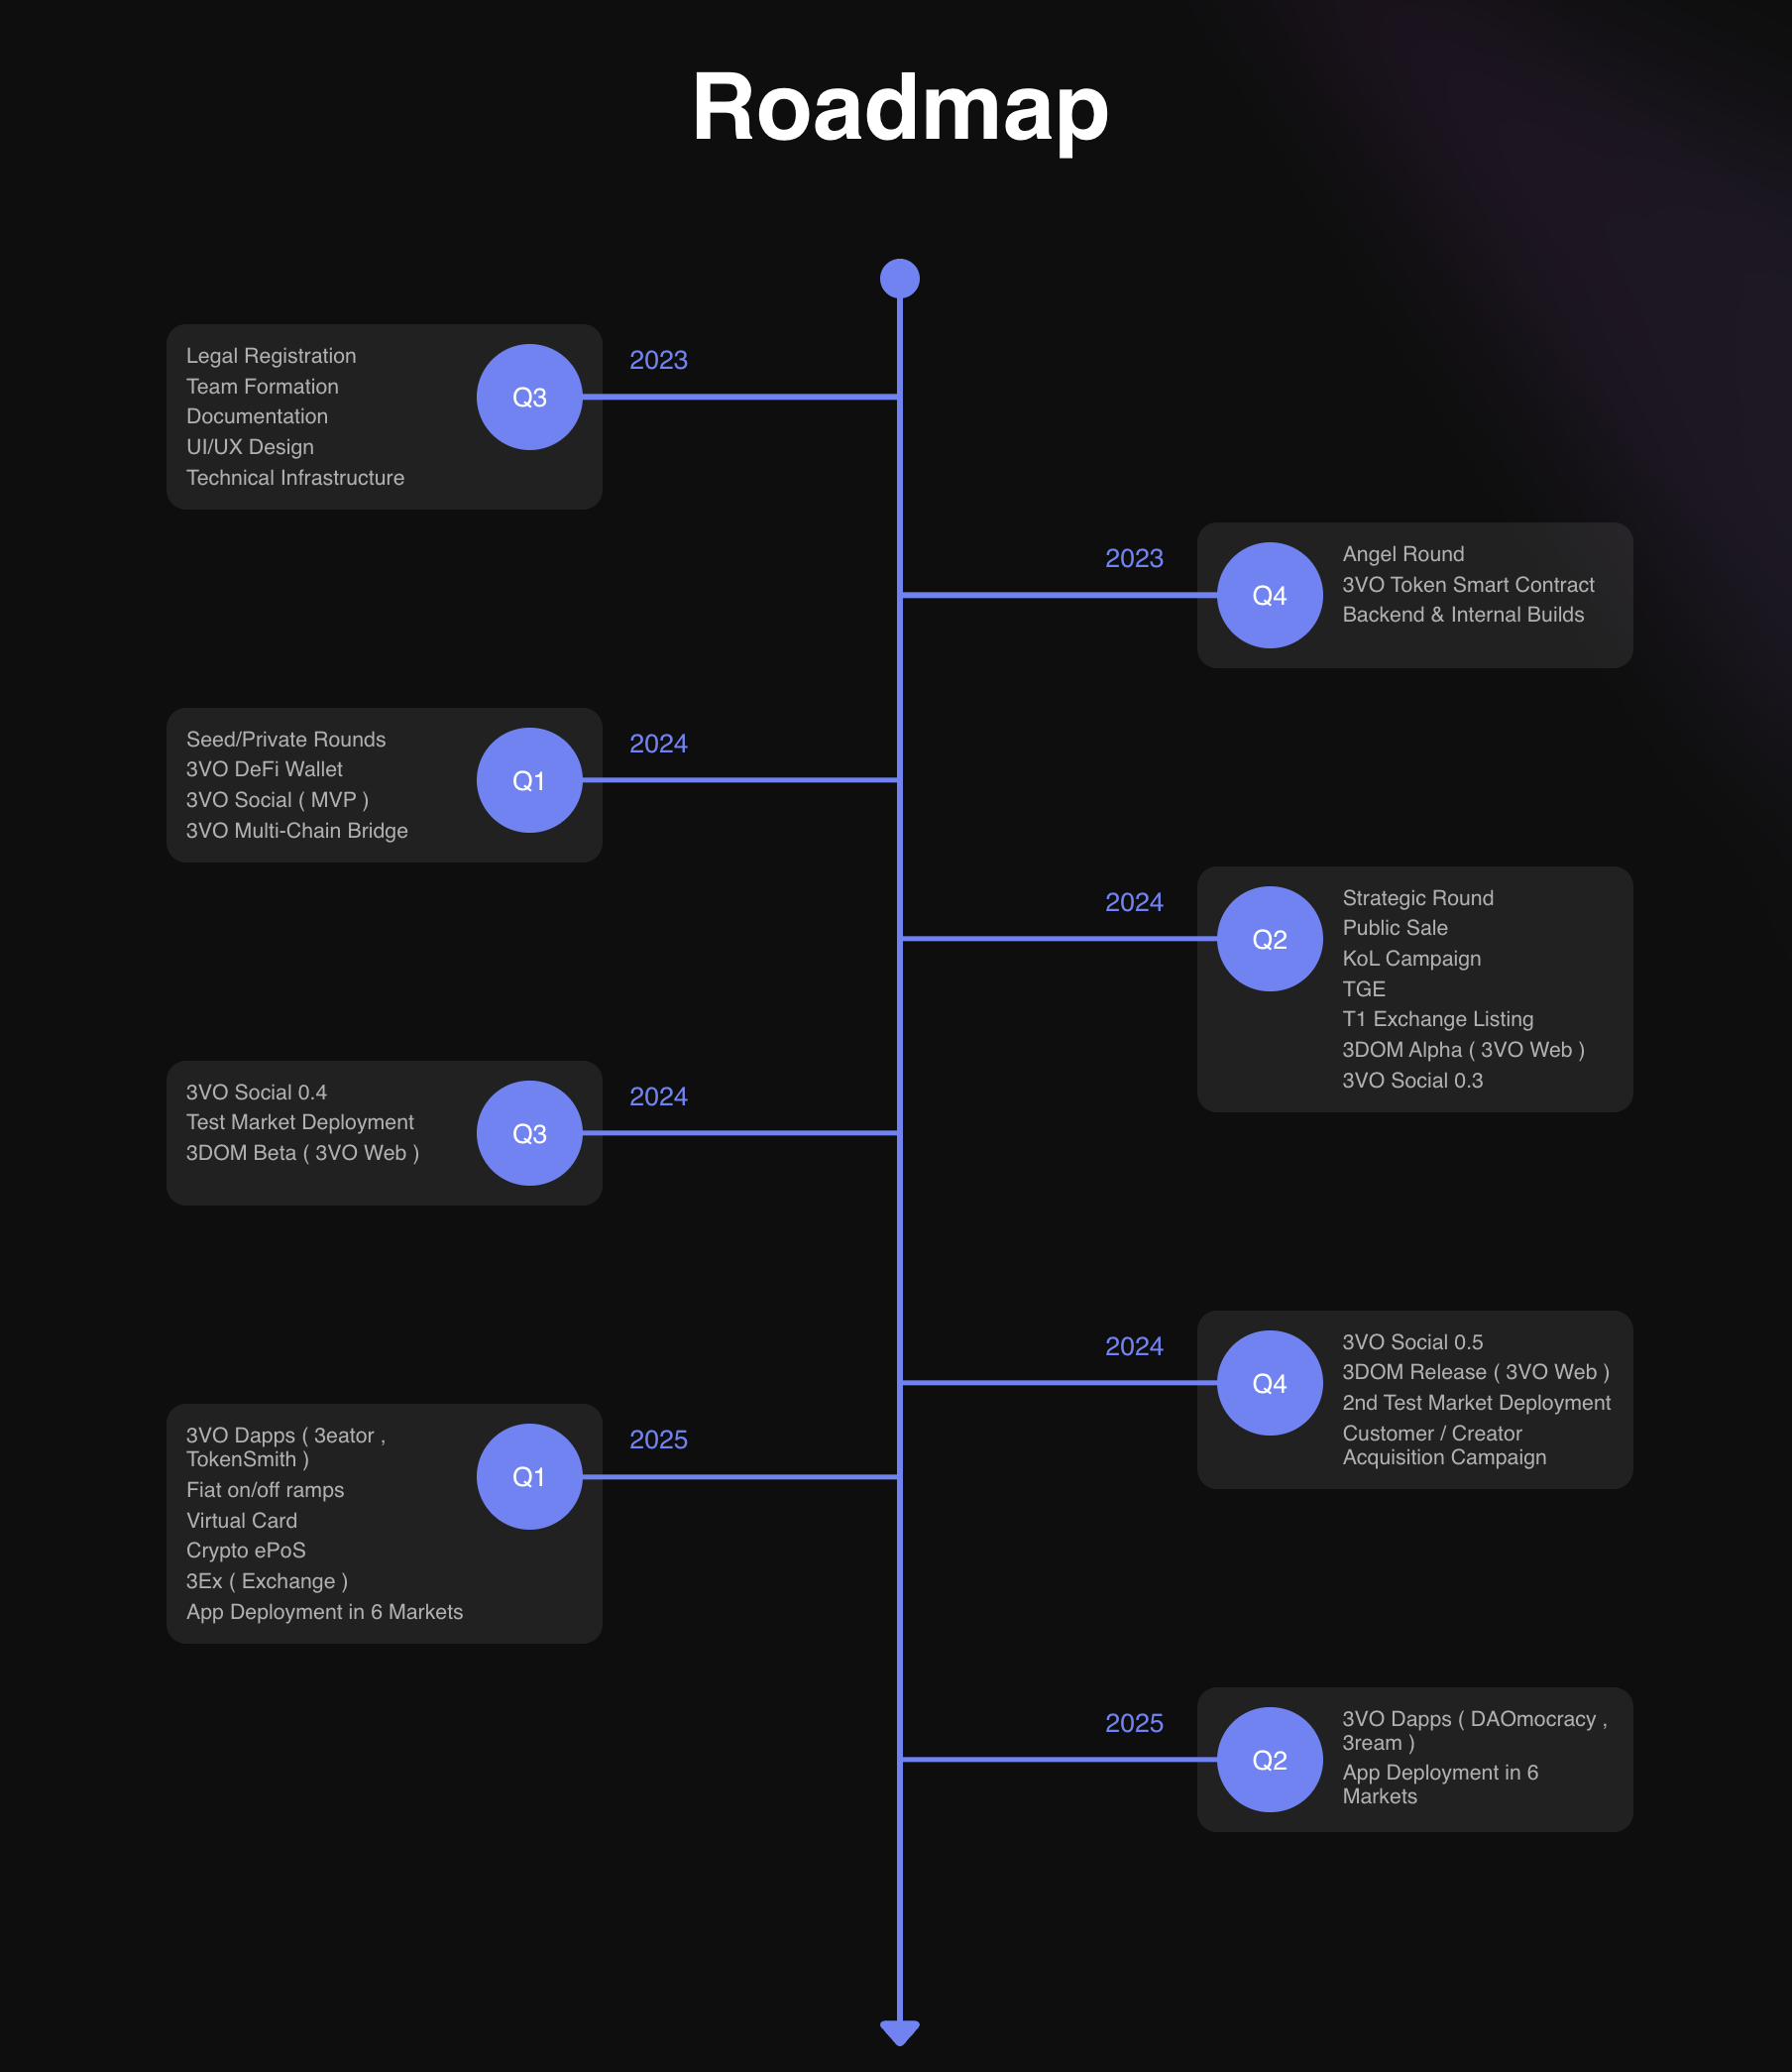 Roadmap
2023
Q3
Legal Registration
Team Formation
Documentation
UI/UX Design
Technical Infrastructure
2023
Q4
Angel Round
3VO Token Smart Contract
Backend & Internal Builds
2024
Q1
Seed/Private Rounds
3VO DeFi Wallet
3VO Social ( MVP )
3VO Multi-Chain Bridge
2024
Q2
Strategic Round
Public Sale
KoL Campaign
TGE
T1 Exchange Listing
3DOM Alpha ( 3VO Web )
3VO Social 0.3
2024
Q3
3VO Social 0.4
Test Market Deployment
3DOM Beta ( 3VO Web )
2024
Q4
3VO Social 0.5
3DOM Release ( 3VO Web )
2nd Test Market Deployment
Customer / Creator
Acquisition Campaign
2025
Q1
3VO Dapps ( 3eator ,
TokenSmith )
Fiat on/off ramps
Virtual Card
Crypto ePoS
3Ex ( Exchange )
App Deployment in 6 Markets
2025
Q2
3VO Dapps ( DAOmocracy ,
3ream )
App Deployment in 6
Markets